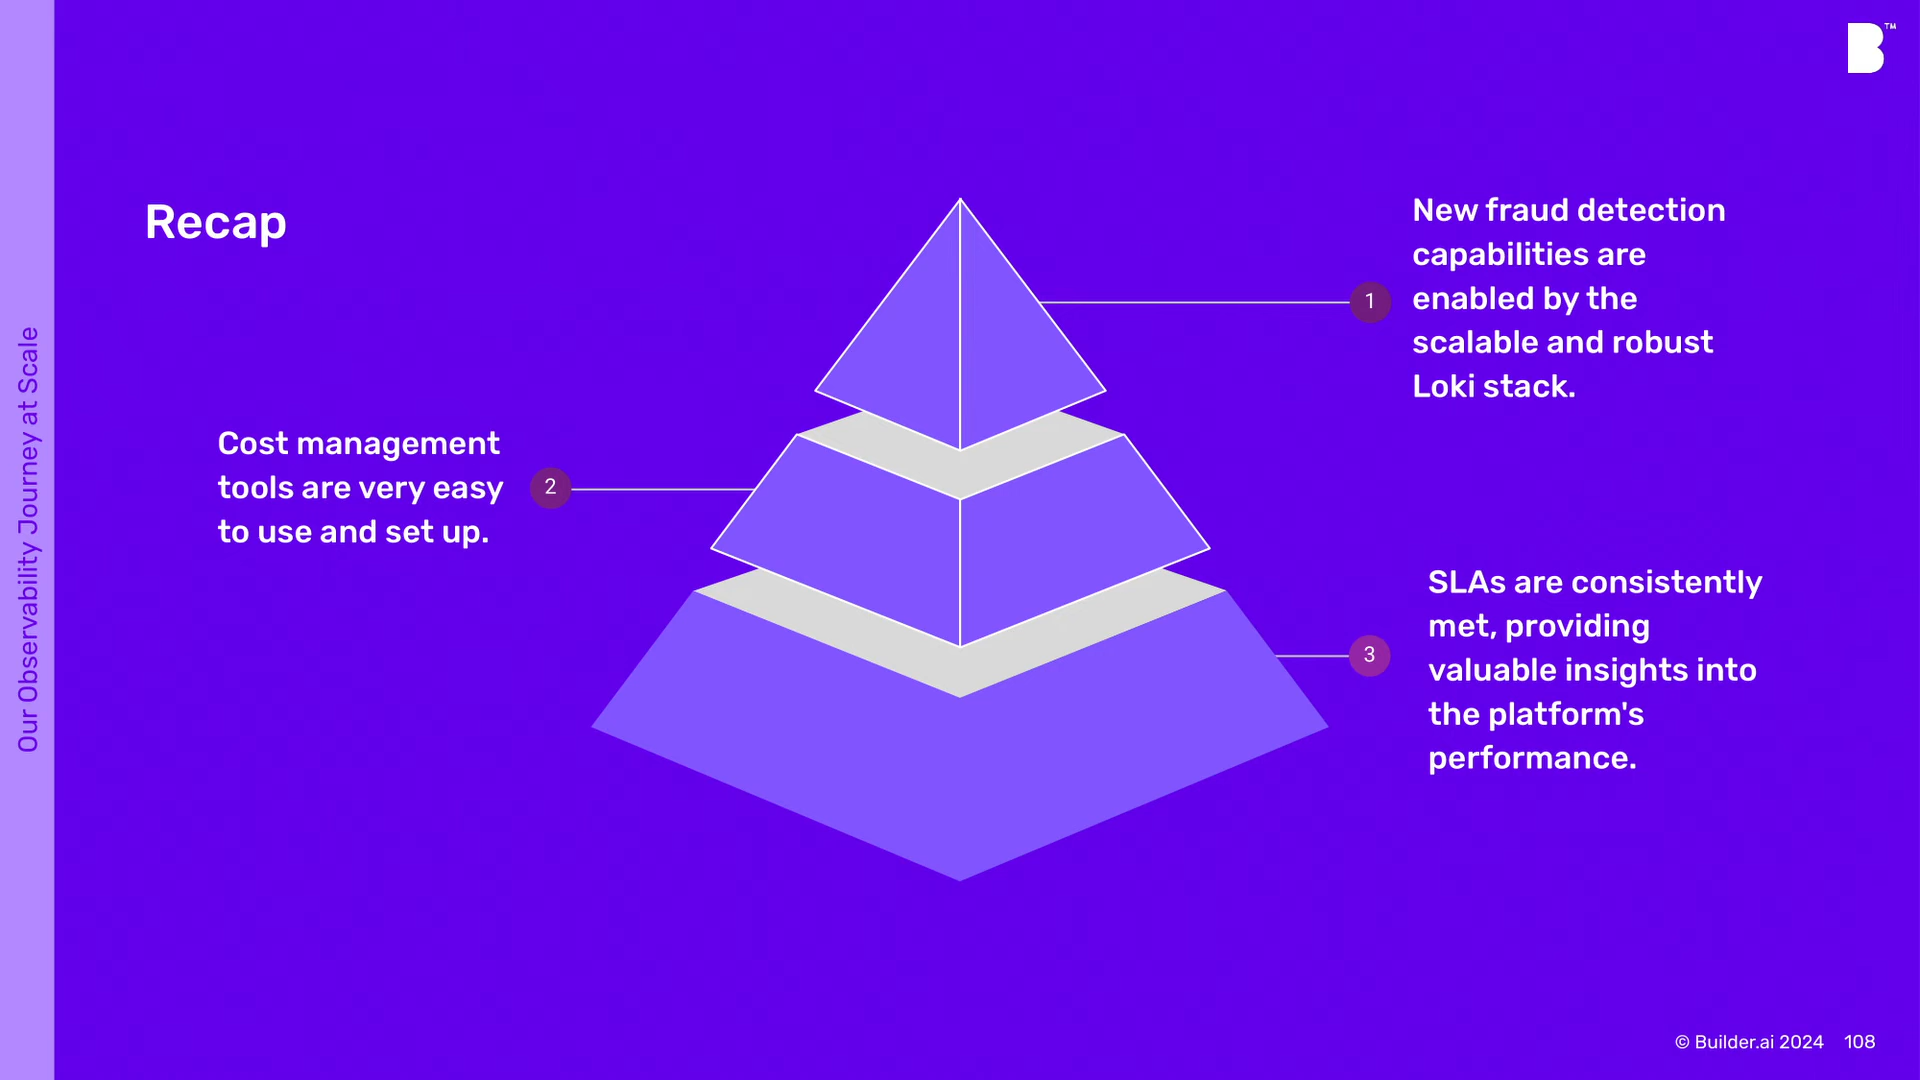 B™
Our Observability Journey at Scale
Recap
1
New fraud detection
capabilities are
enabled by the
scalable and robust
Loki stack.
Cost management
tools are very easy
to use and set up.
2
3
SLAs are consistently
met, providing
valuable insights into
the platform's
performance.
© Builder.ai 2024 108